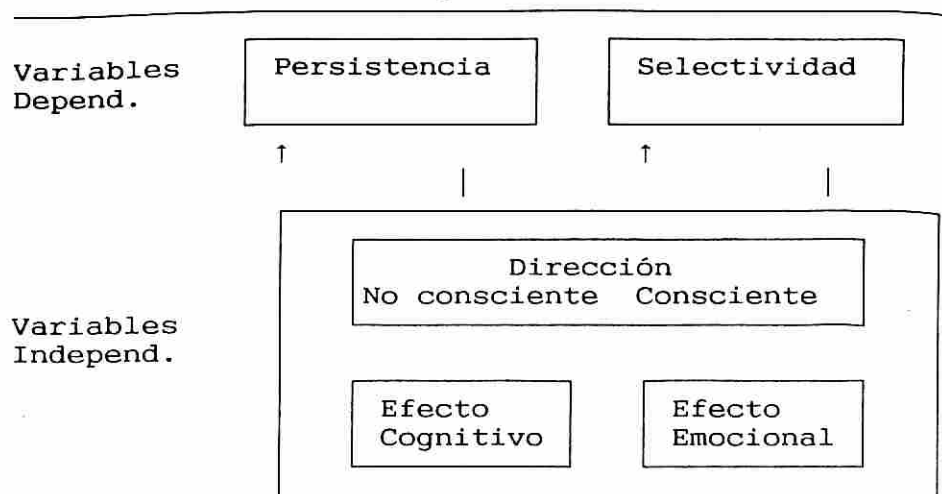 Variables
Depend.
Persistencia
Selectividad
↑ ↑
Dirección
No consciente Consciente
Variables
Independ.
Efecto
Cognitivo
Efecto
Emocional